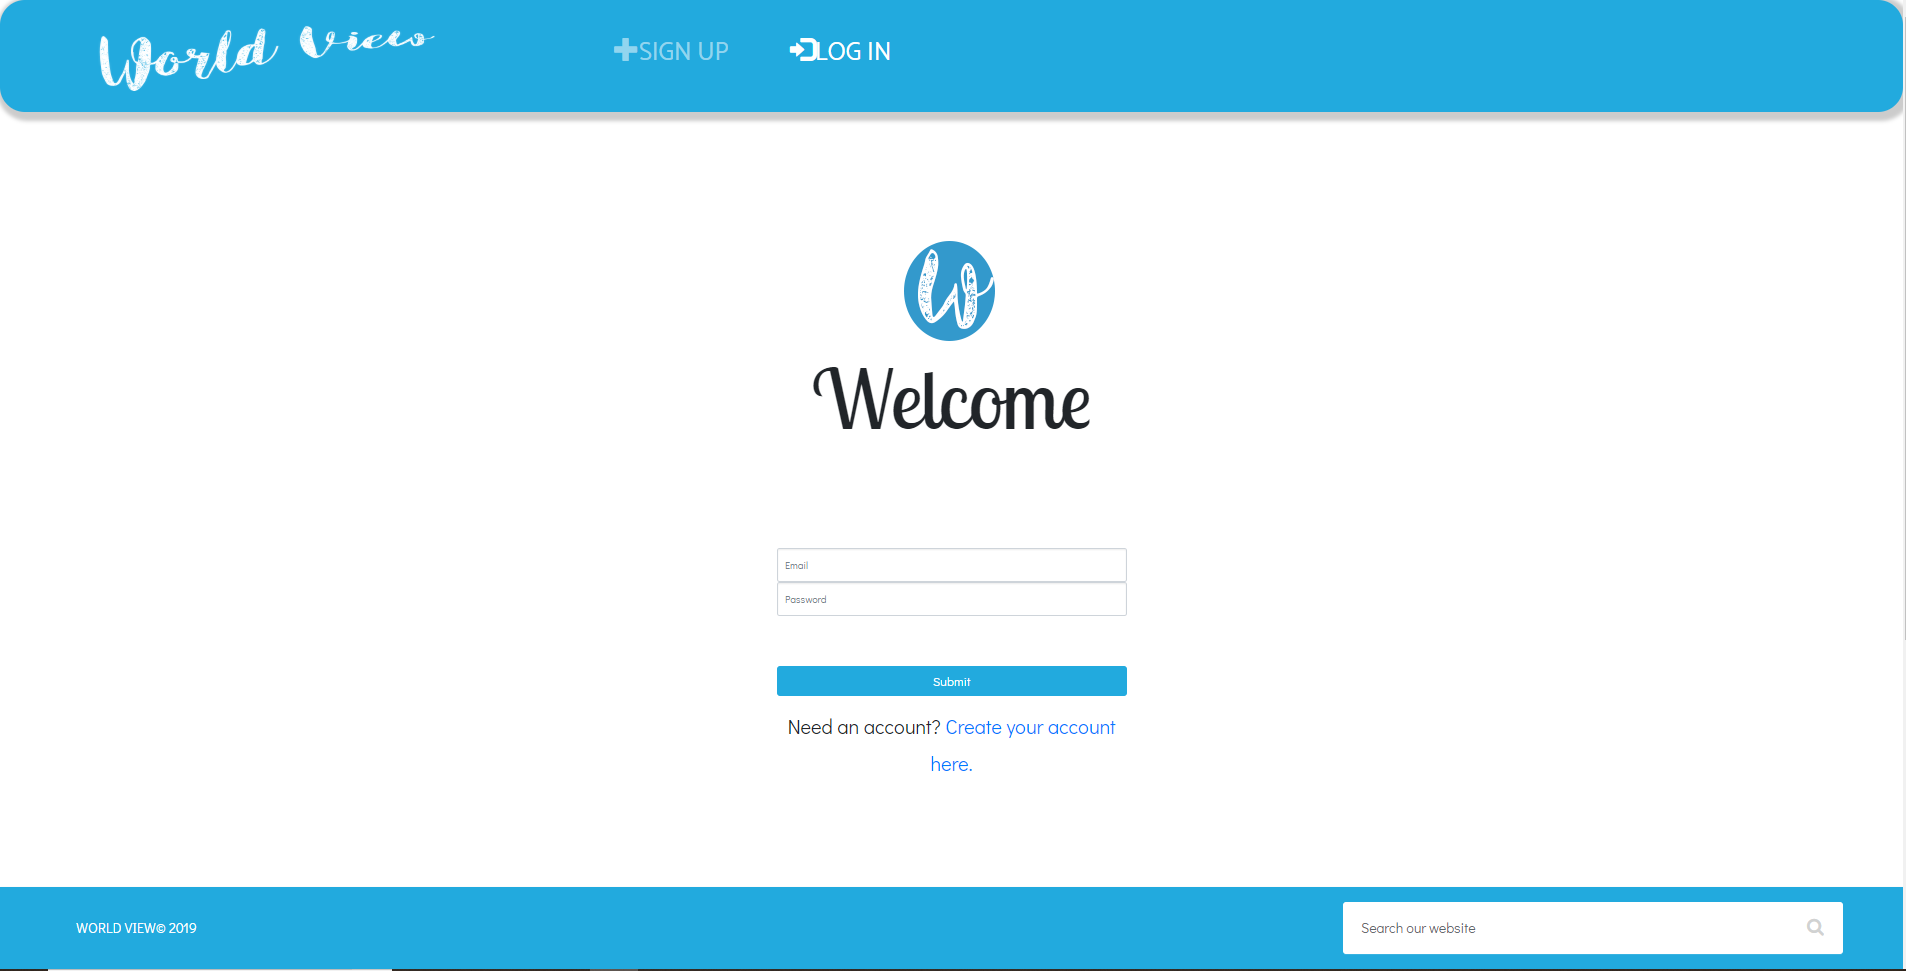 World View
SIGN UP
LOG IN
W
Welcome
Email
Password
Submit
Need an account? Create your account
here.
WORLD VIEW© 2019
Search our website